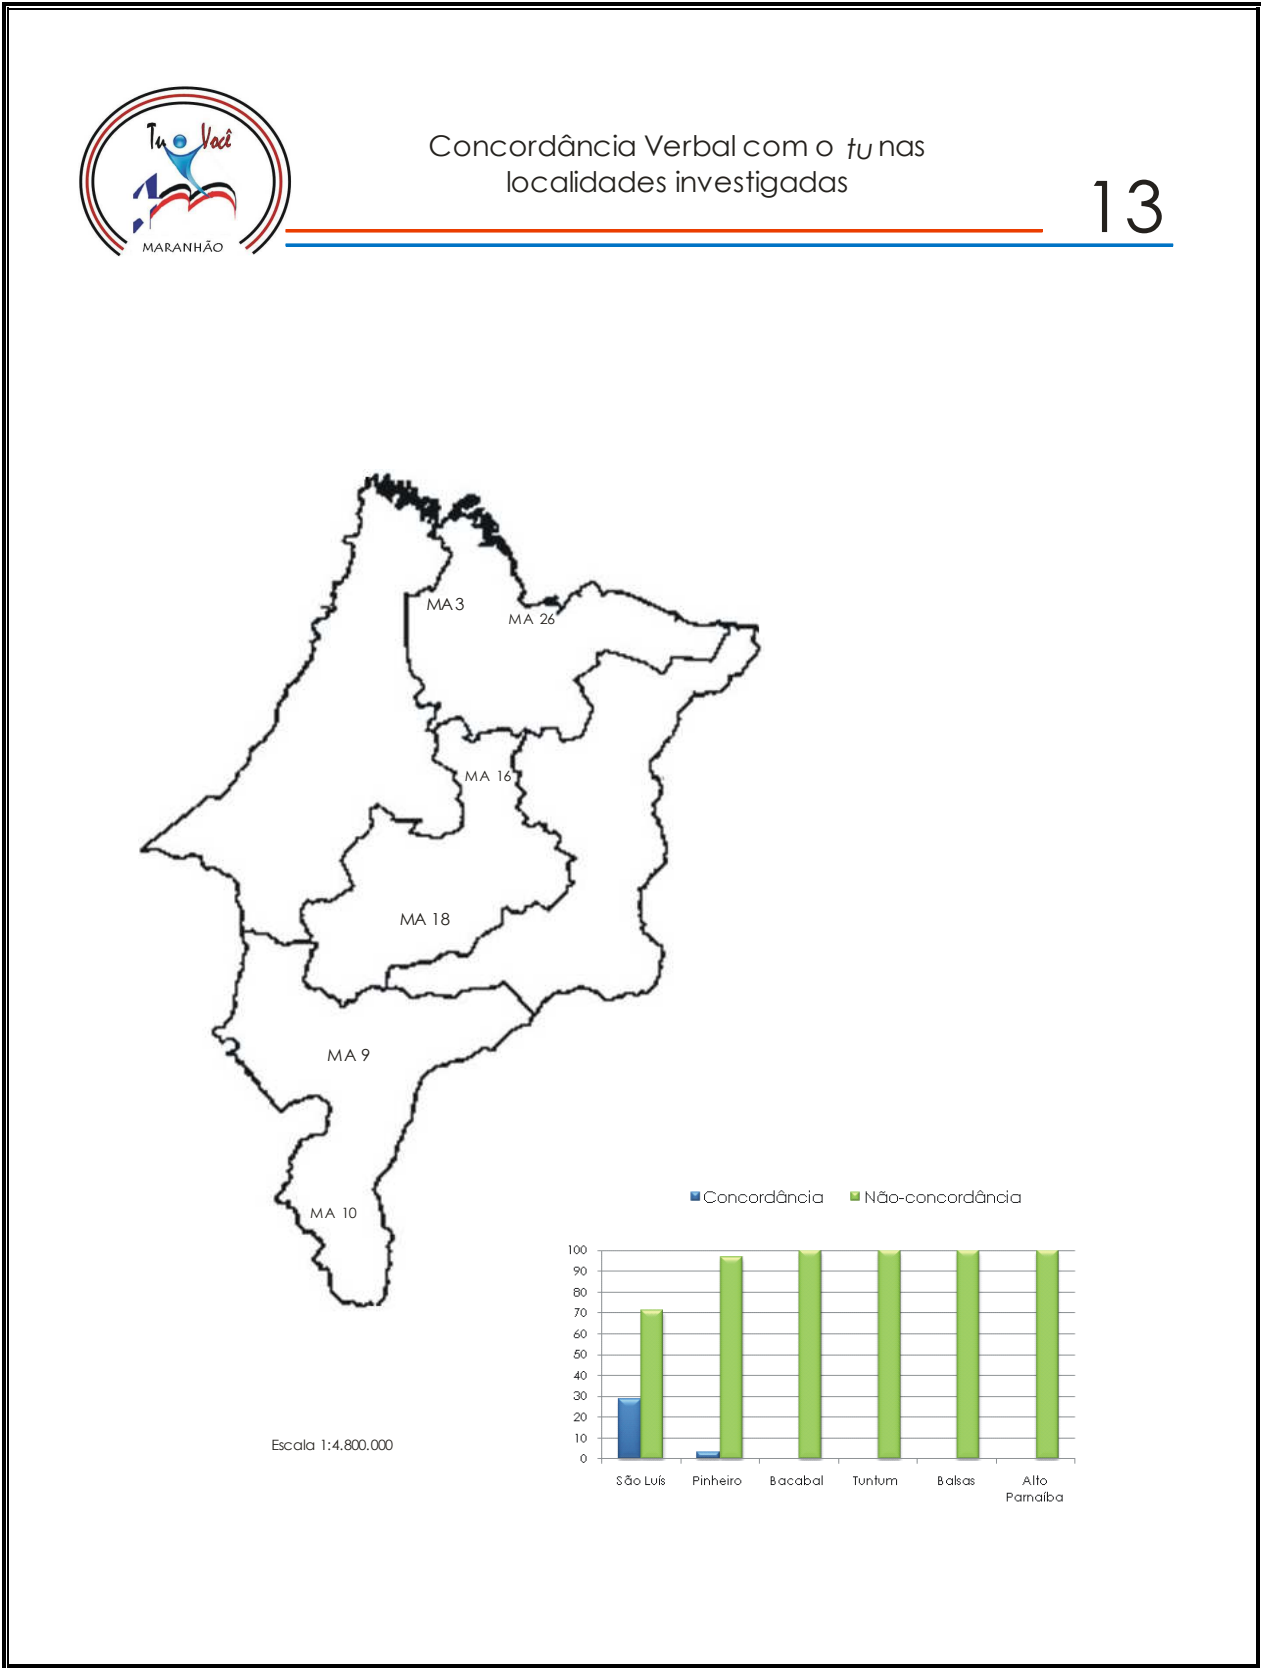 Tu Você
MARANHÃO
Concordância Verbal com o tu nas
localidades investigadas
13
MA 3
MA 26
MA 16
MA 18
MA 9
MA 10
Escala 1:4.800.000
Concordância Não-concordância
100
90
80
70
60
50
40
30
20
10
0
São Luís Pinheiro Bacabal Tuntum Balsas Alto
Parnaíba